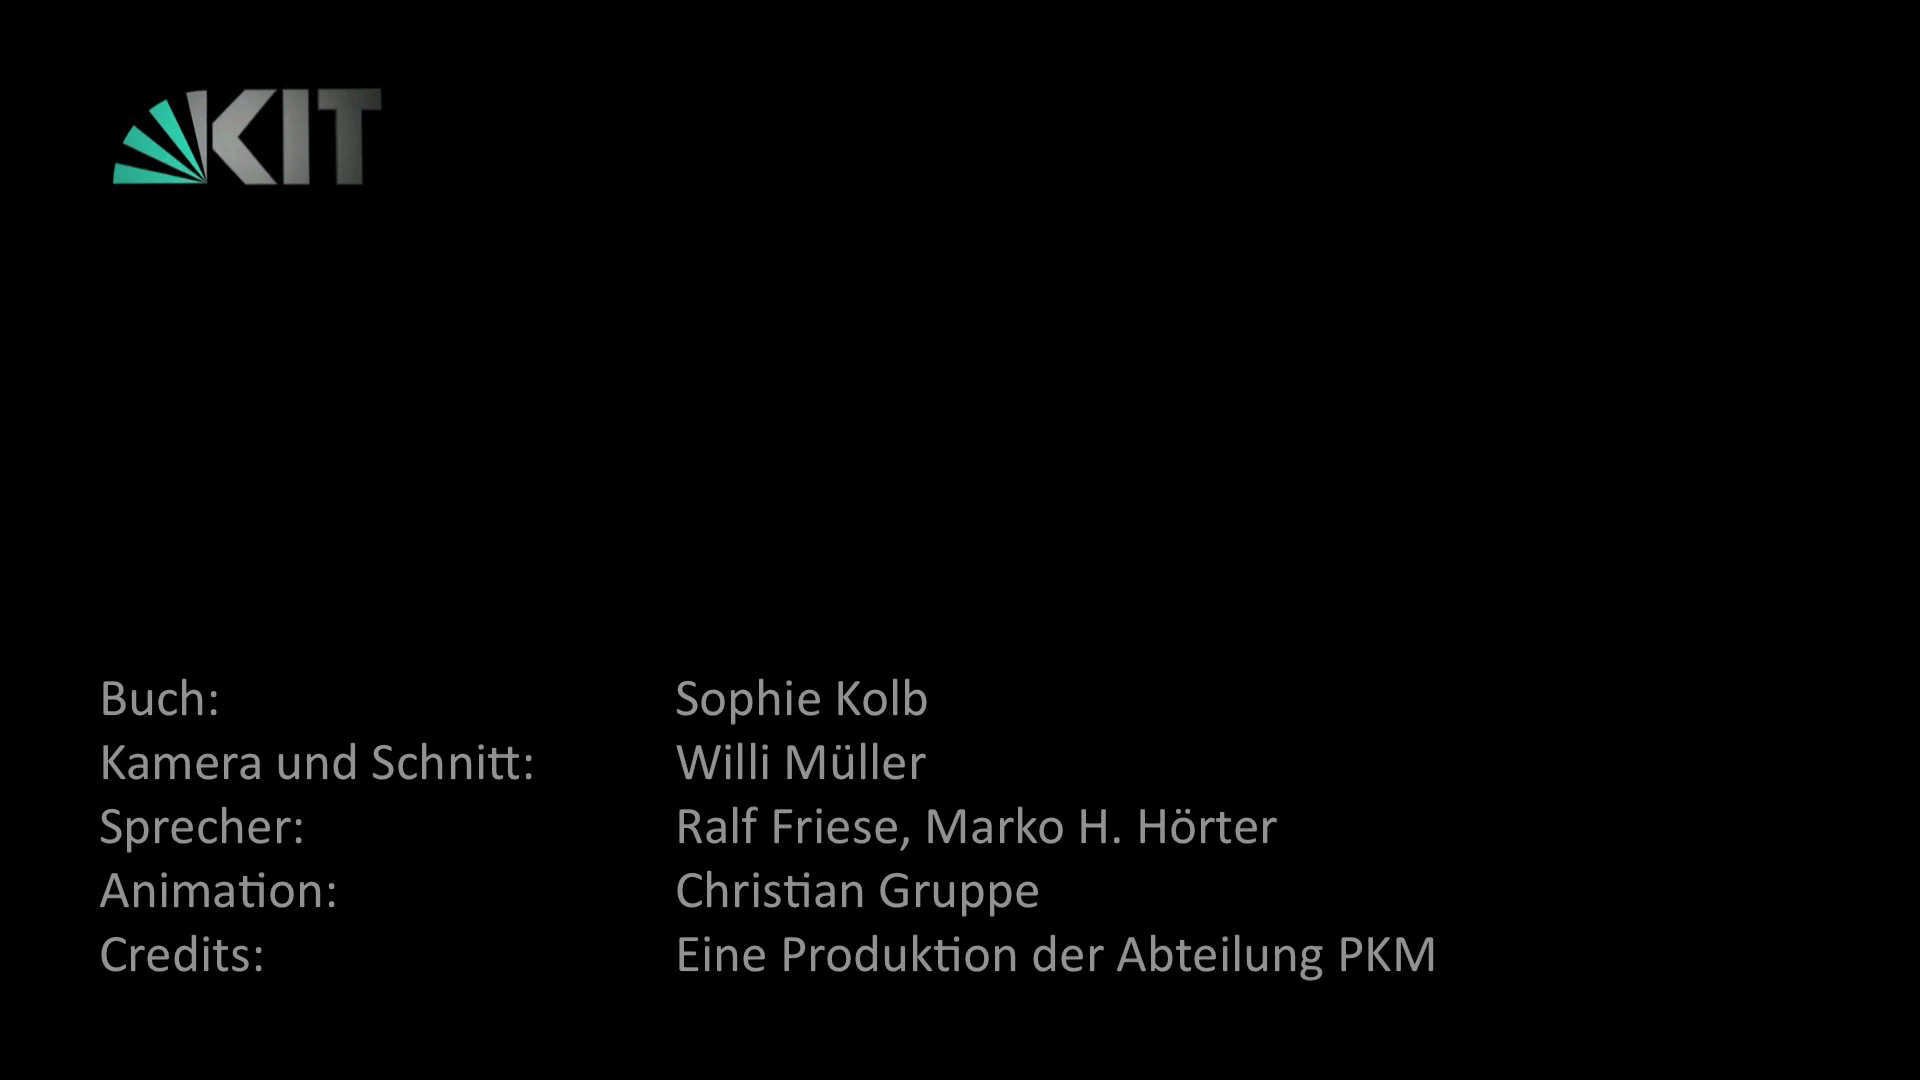 KIT
Buch: Sophie Kolb
Kamera und Schnitt: Willi Müller
Sprecher: Ralf Friese, Marko H. Hörter
Animation: Christian Gruppe
Credits: Eine Produktion der Abteilung PKM